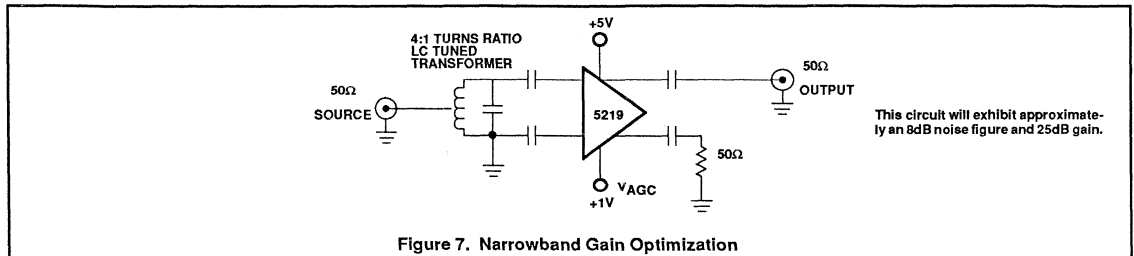 +5V
4:1 TURNS RATIO
LC TUNED
TRANSFORMER
50Ω
SOURCE
5219
50Ω
OUTPUT
50Ω
VAGC
+1V
This circuit will exhibit approximate-
ly an 8dB noise figure and 25dB gain.
Figure 7. Narrowband Gain Optimization